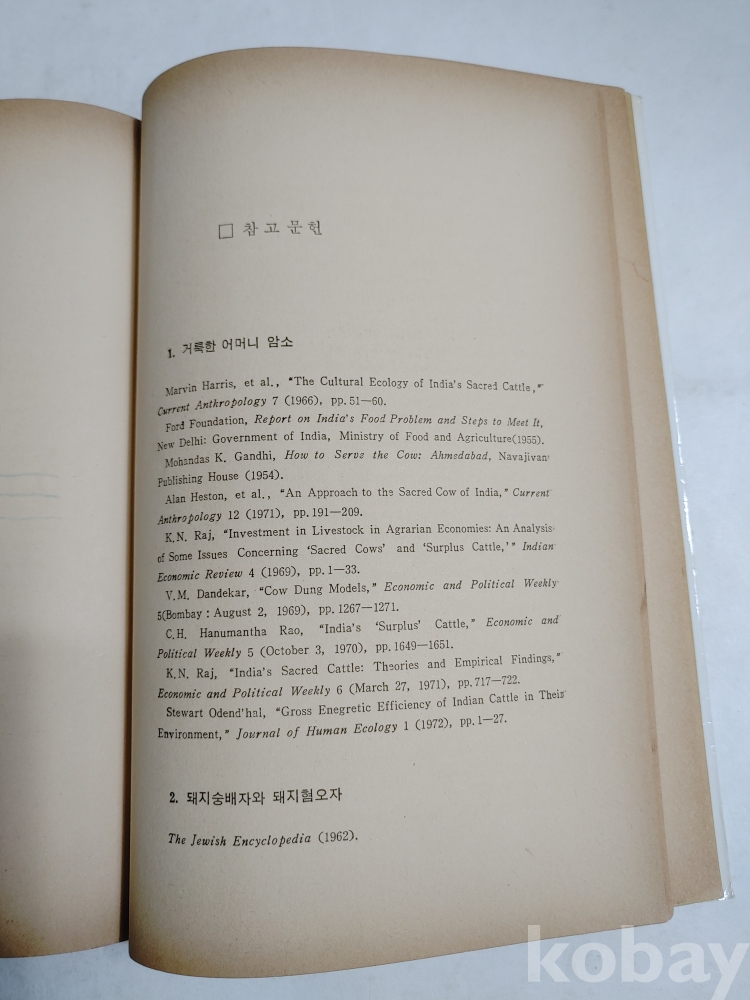 □ 참고문헌
1. 거룩한 어머니 암소
Marvin Harris, et al., “The Cultural Ecology of India's Sacred Cattle,”
Current Anthropology 7 (1966), pp. 51—60.
Ford Foundation, Report on India's Food Problem and Steps to Meet It,
New Delhi: Government of India, Ministry of Food and Agriculture(1955).
Mohandas K. Gandhi, How to Serve the Cow: Ahmedabad, Navajivan
Publishing House (1954).
Alan Heston, et al., “An Approach to the Sacred Cow of India,” Current
Anthropology 12 (1971), pp. 191—209.
K.N. Raj, “Investment in Livestock in Agrarian Economies: An Analysis
of Some Issues Concerning ‘Sacred Cows’ and ‘Surplus Cattle,’” Indian
Economic Review 4 (1969), pp. 1—33.
V.M. Dandekar, “Cow Dung Models,” Economic and Political Weekly
5(Bombay : August 2, 1969), pp. 1267—1271.
C.H. Hanumantha Rao, “India's ‘Surplus’ Cattle,” Economic and
Political Weekly 5 (October 3, 1970), pp. 1649—1651.
K.N. Raj, “India's Sacred Cattle: Theories and Empirical Findings,”
Economic and Political Weekly 6 (March 27, 1971), pp. 717—722.
Stewart Odend'hal, “Gross Enegretic Efficiency of Indian Cattle in Their
Environment,” Journal of Human Ecology 1 (1972), pp. 1—27.
2. 돼지숭배자와 돼지혐오자
The Jewish Encyclopedia (1962).
kobay